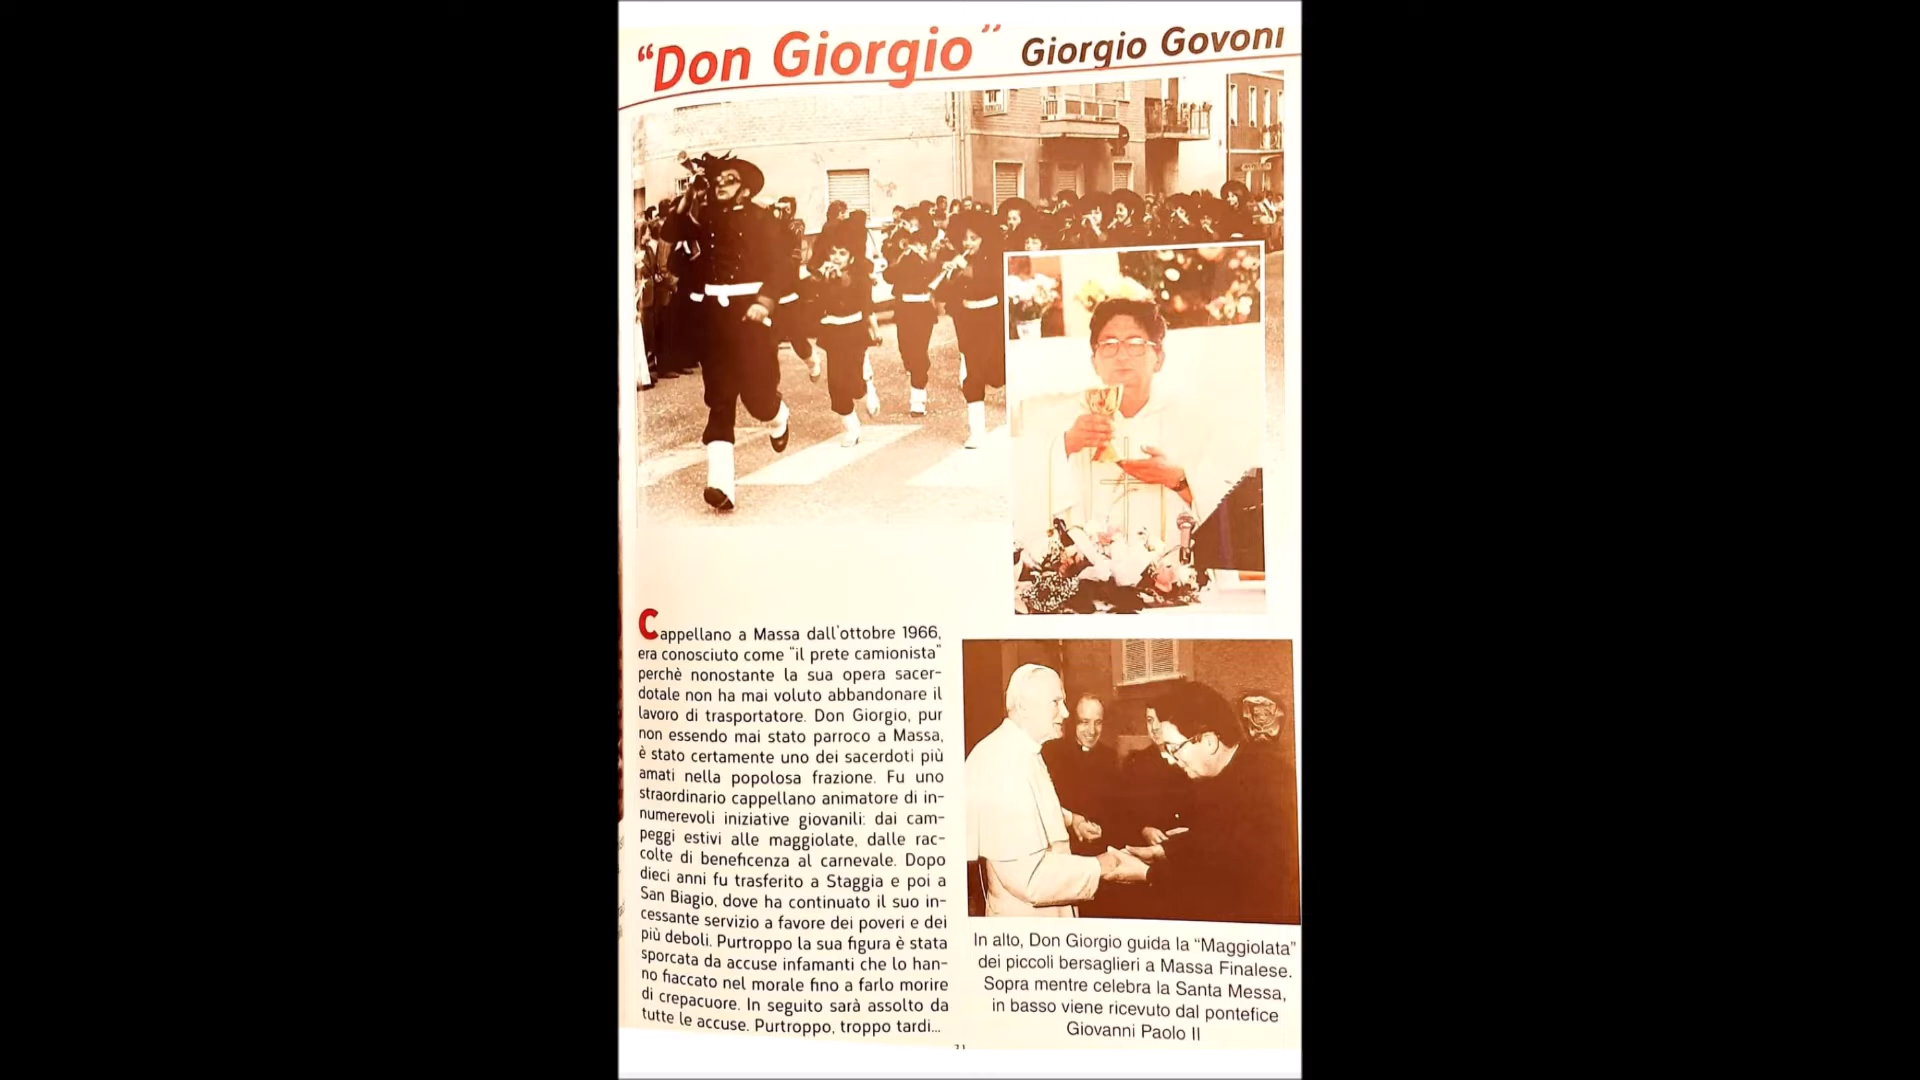 “Don Giorgio” Giorgio Govoni
Cappellano a Massa dall'ottobre 1966,
era conosciuto come “il prete camionista”
perchè nonostante la sua opera sacer-
dotale non ha mai voluto abbandonare il
lavoro di trasportatore. Don Giorgio, pur
non essendo mai stato parroco a Massa,
è stato certamente uno dei sacerdoti più
amati nella popolosa frazione. Fu uno
straordinario cappellano animatore di in-
numerevoli iniziative giovanili: dai cam-
peggi estivi alle maggiolate, dalle rac-
colte di beneficenza al carnevale. Dopo
dieci anni fu trasferito a Staggia e poi a
San Biagio, dove ha continuato il suo in-
cessante servizio a favore dei poveri e dei
più deboli. Purtroppo la sua figura è stata
sporcata da accuse infamanti che lo han-
no fiaccato nel morale fino a farlo morire
di crepacuore. In seguito sarà assolto da
tutte le accuse. Purtroppo, troppo tardi...
In alto, Don Giorgio guida la “Maggiolata”
dei piccoli bersaglieri a Massa Finalese.
Sopra mentre celebra la Santa Messa,
in basso viene ricevuto dal pontefice
Giovanni Paolo II